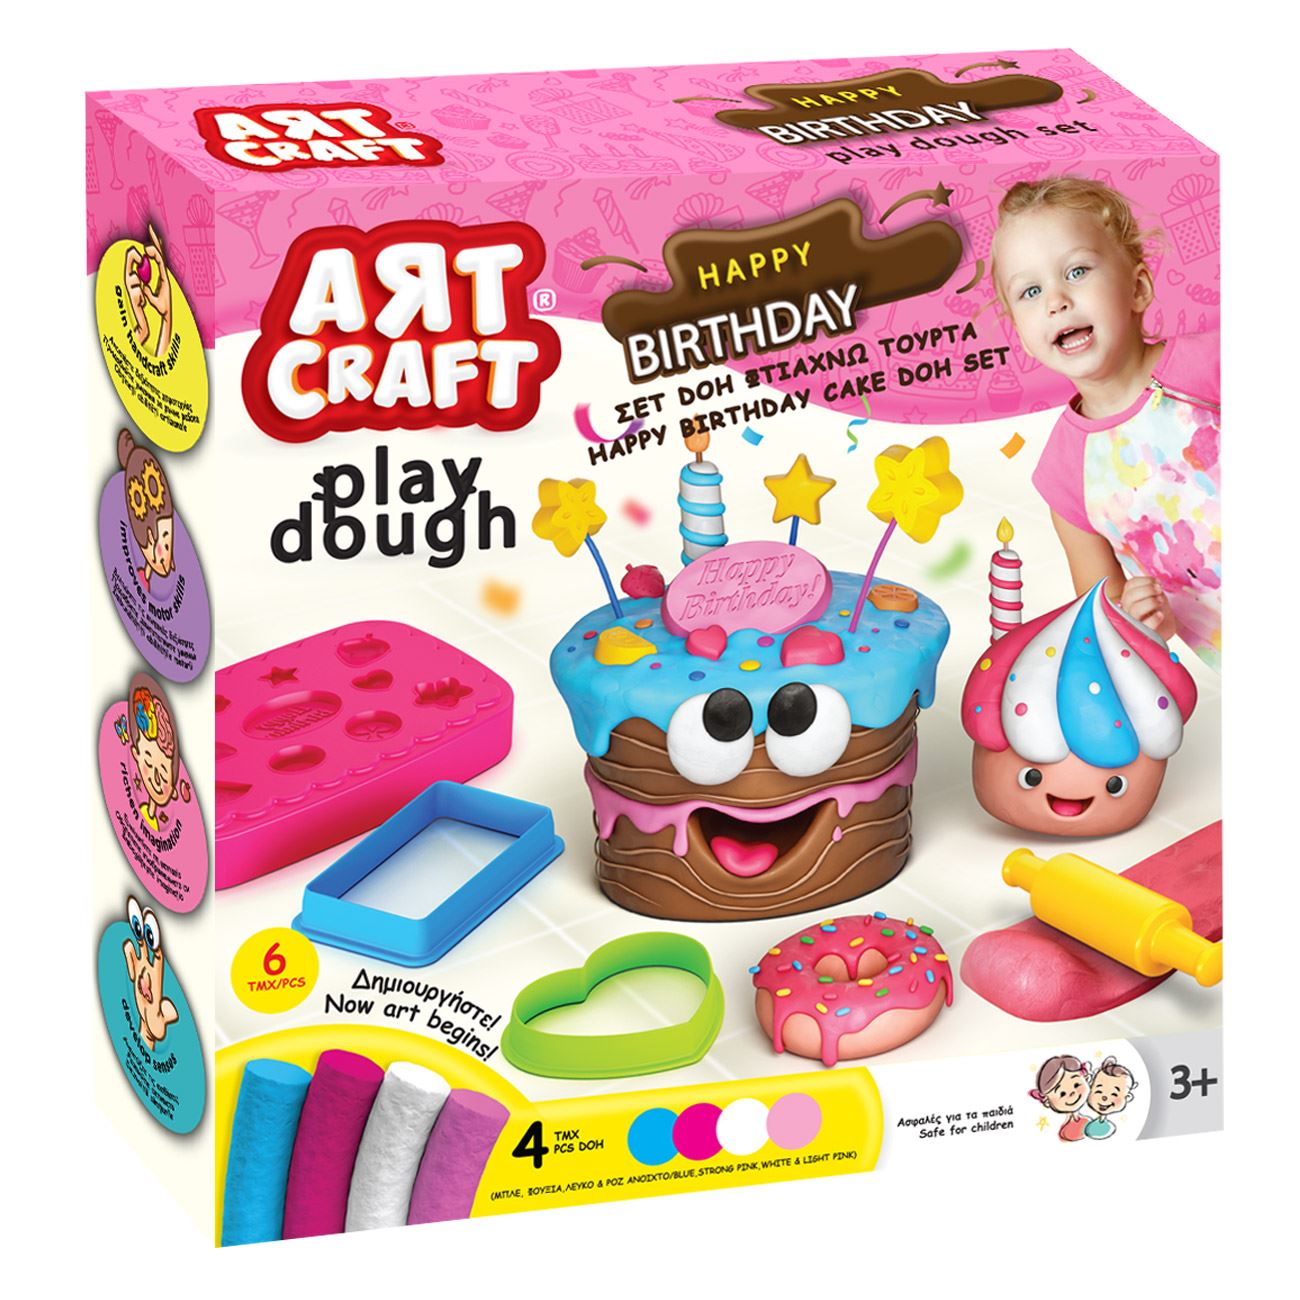 ART
CRAFT
HAPPY
BIRTHDAY
play dough set
ART
CRAFT®
play
dough
HAPPY
BIRTHDAY
ΣΕΤ DOH ΦΤΙΑΧΝΩ ΤΟΥΡΤΑ
HAPPY BIRTHDAY CAKE DOH SET
gain handcraft skills
improves motor skills
richen imagination
develop senses
Happy
Birthday!
6
ΤΜΧ/PCS
Δημιουργήστε!
Now art begins!
4 ΤΜΧ
PCS DOH
(ΜΠΛΕ, ΦΟΥΞΙΑ,ΛΕΥΚΟ & ΡΟΖ ΑΝΟΙΧΤΟ/BLUE,STRONG PINK,WHITE & LIGHT PINK)
Ασφαλές για τα παιδιά
Safe for children
3+